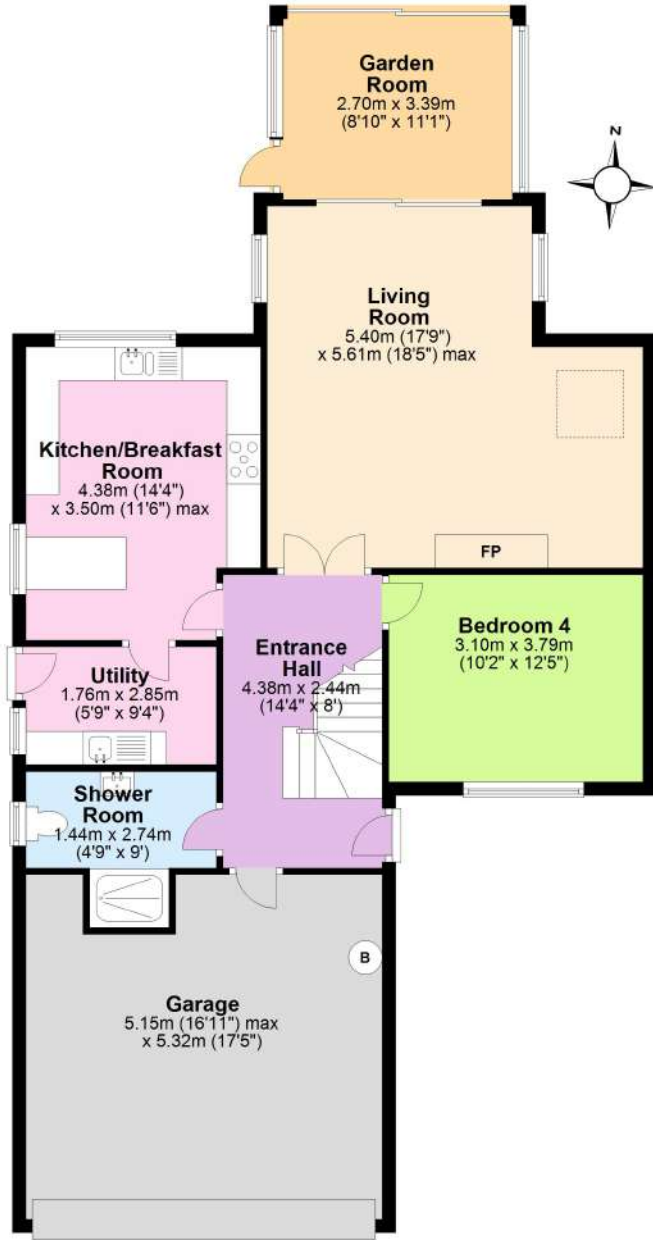 Garden
Room
2.70m x 3.39m
(8'10" x 11'1")
N
Living
Room
5.40m (17'9")
x 5.61m (18'5") max
Kitchen/Breakfast
Room
4.38m (14'4")
x 3.50m (11'6") max
FP
Bedroom 4
3.10m x 3.79m
(10'2" x 12'5")
Entrance
Hall
4.38m x 2.44m
(14'4" x 8')
Utility
1.76m x 2.85m
(5'9" x 9'4")
Shower
Room
1.44m x 2.74m
(4'9" x 9')
B
Garage
5.15m (16'11") max
x 5.32m (17'5")